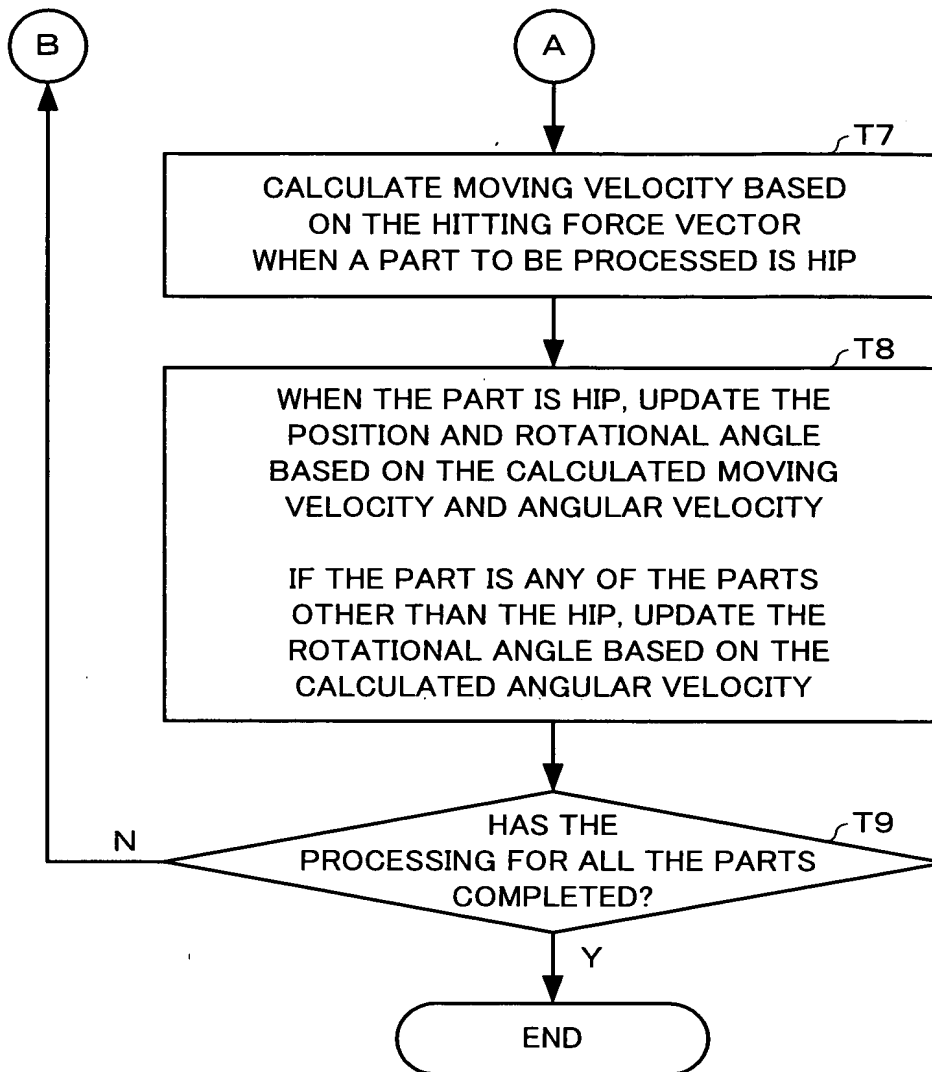 B
A
T7
CALCULATE MOVING VELOCITY BASED
ON THE HITTING FORCE VECTOR
WHEN A PART TO BE PROCESSED IS HIP
T8
WHEN THE PART IS HIP, UPDATE THE
POSITION AND ROTATIONAL ANGLE
BASED ON THE CALCULATED MOVING
VELOCITY AND ANGULAR VELOCITY
IF THE PART IS ANY OF THE PARTS
OTHER THAN THE HIP, UPDATE THE
ROTATIONAL ANGLE BASED ON THE
CALCULATED ANGULAR VELOCITY
T9
HAS THE
PROCESSING FOR ALL THE PARTS
COMPLETED?
N
Y
END